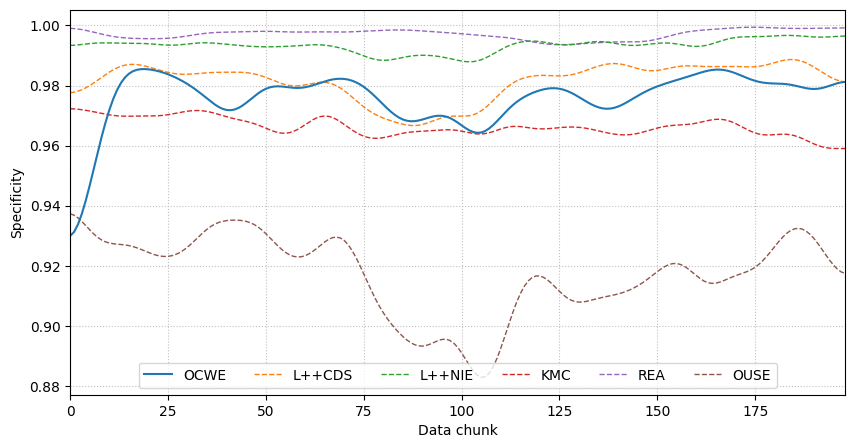 1.00
0.98
0.96
0.94
0.92
0.90
0.88
Specificity
OCWE L++CDS L++NIE KMC REA OUSE
0 25 50 75 100 125 150 175
Data chunk